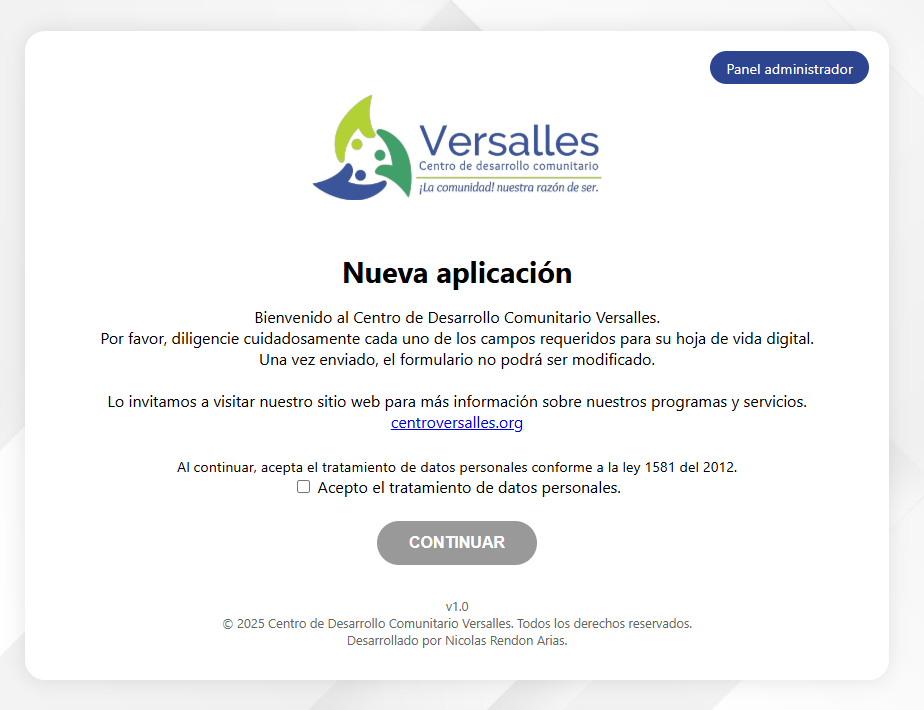 Panel administrador
Versalles
Centro de desarrollo comunitario
¡La comunidad! nuestra razón de ser.
Nueva aplicación
Bienvenido al Centro de Desarrollo Comunitario Versalles.
Por favor, diligencie cuidadosamente cada uno de los campos requeridos para su hoja de vida digital.
Una vez enviado, el formulario no podrá ser modificado.
Lo invitamos a visitar nuestro sitio web para más información sobre nuestros programas y servicios.
centroversalles.org
Al continuar, acepta el tratamiento de datos personales conforme a la ley 1581 del 2012.
Acepto el tratamiento de datos personales.
CONTINUAR
v1.0
© 2025 Centro de Desarrollo Comunitario Versalles. Todos los derechos reservados.
Desarrollado por Nicolas Rendon Arias.